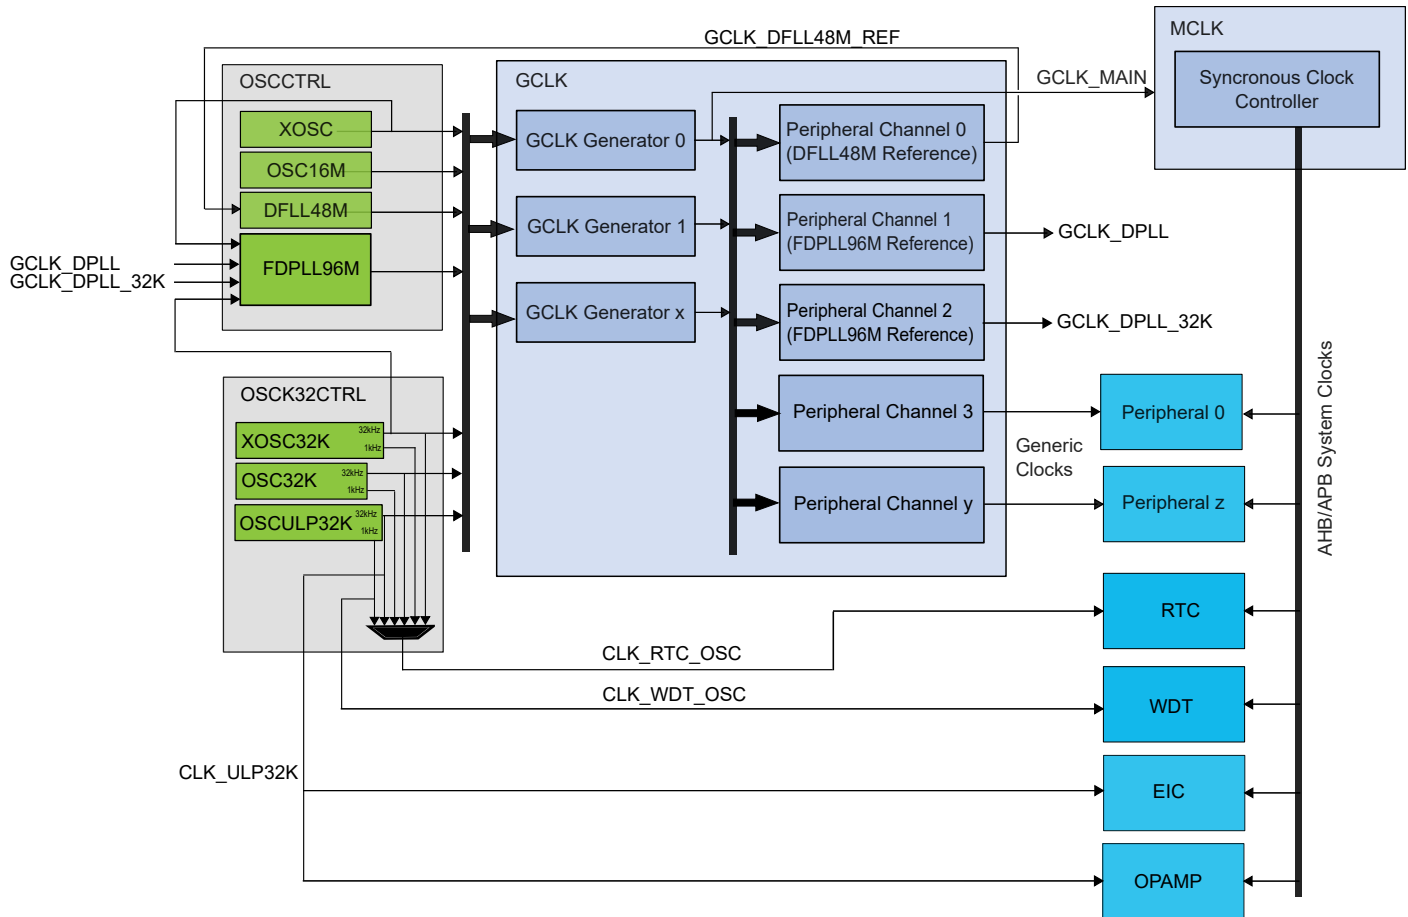 GCLK_DFLL48M_REF
MCLK
OSCCTRL
GCLK
GCLK_MAIN
Syncronous Clock
Controller
XOSC
OSC16M
DFLL48M
FDPLL96M
GCLK_DPLL
GCLK_DPLL_32K
GCLK Generator 0
GCLK Generator 1
GCLK Generator x
Peripheral Channel 0
(DFLL48M Reference)
Peripheral Channel 1
(FDPLL96M Reference)
Peripheral Channel 2
(FDPLL96M Reference)
Peripheral Channel 3
Peripheral Channel y
GCLK_DPLL
GCLK_DPLL_32K
Generic
Clocks
Peripheral 0
Peripheral z
AHB/APB System Clocks
OSCK32CTRL
XOSC32K
32kHz
1kHz
OSC32K
32kHz
1kHz
OSCULP32K
32kHz
1kHz
RTC
CLK_RTC_OSC
CLK_WDT_OSC
WDT
CLK_ULP32K
EIC
OPAMP